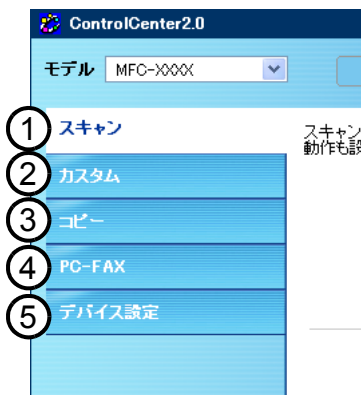 ControlCenter2.0
モデル MFC-XXXX
① スキャン
スキャン
動作も設
② カスタム
③ コピー
④ PC-FAX
⑤ デバイス設定